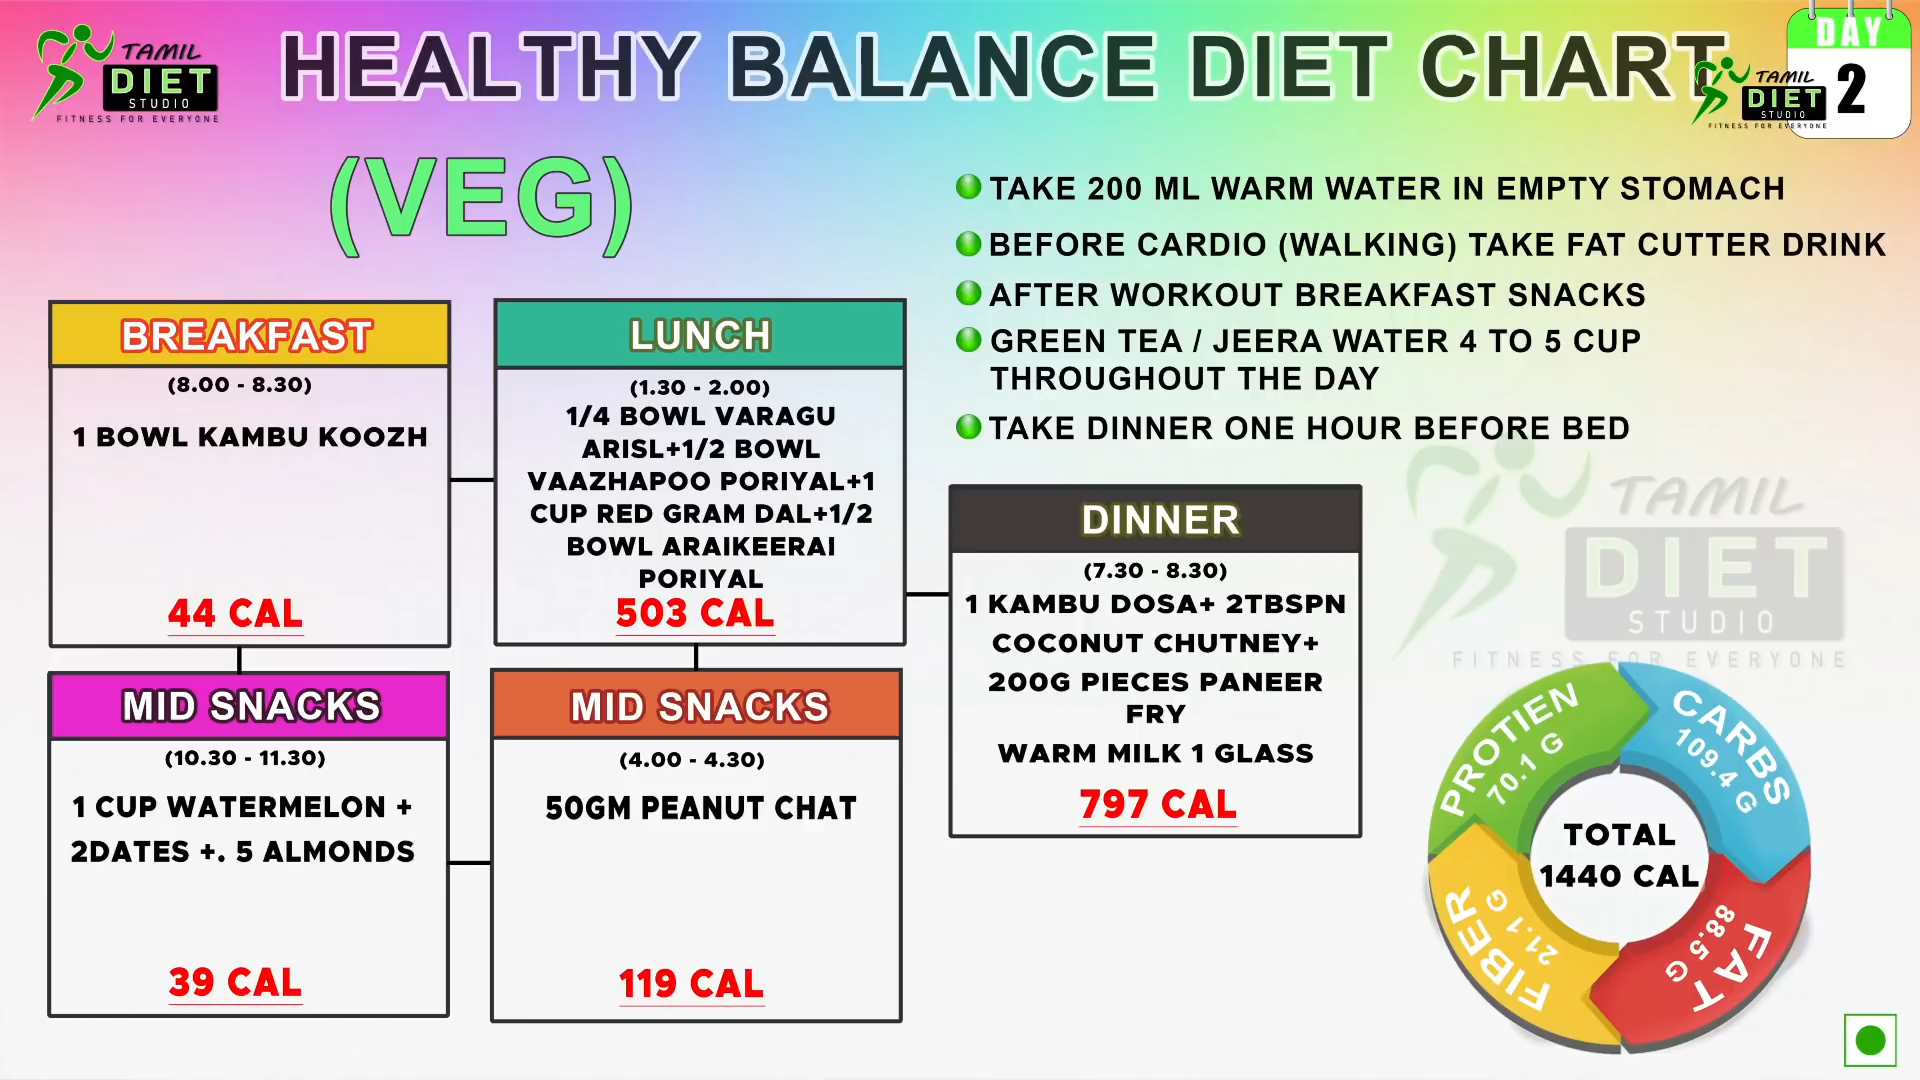 TAMIL
DIET
STUDIO
FITNESS FOR EVERYONE
HEALTHY BALANCE DIET CHART
TAMIL
DIET
STUDIO
FITNESS FOR EVERYONE
DAY
2
(VEG)
TAKE 200 ML WARM WATER IN EMPTY STOMACH
BEFORE CARDIO (WALKING) TAKE FAT CUTTER DRINK
AFTER WORKOUT BREAKFAST SNACKS
GREEN TEA / JEERA WATER 4 TO 5 CUP
THROUGHOUT THE DAY
TAKE DINNER ONE HOUR BEFORE BED
BREAKFAST
(8.00 - 8.30)
1 BOWL KAMBU KOOZH
44 CAL
LUNCH
(1.30 - 2.00)
1/4 BOWL VARAGU
ARISL+1/2 BOWL
VAAZHAPOO PORIYAL+1
CUP RED GRAM DAL+1/2
BOWL ARAIKEERAI
PORIYAL
503 CAL
MID SNACKS
(10.30 - 11.30)
1 CUP WATERMELON +
2DATES +. 5 ALMONDS
39 CAL
MID SNACKS
(4.00 - 4.30)
50GM PEANUT CHAT
119 CAL
DINNER
(7.30 - 8.30)
1 KAMBU DOSA+ 2TBSPN
COC0NUT CHUTNEY+
200G PIECES PANEER
FRY
WARM MILK 1 GLASS
797 CAL
TAMIL
DIET
STUDIO
FITNESS FOR EVERYONE
PROTIEN
70.1 G
CARBS
109.4 G
FIBER
21.1 G
FAT
88.5 G
TOTAL
1440 CAL